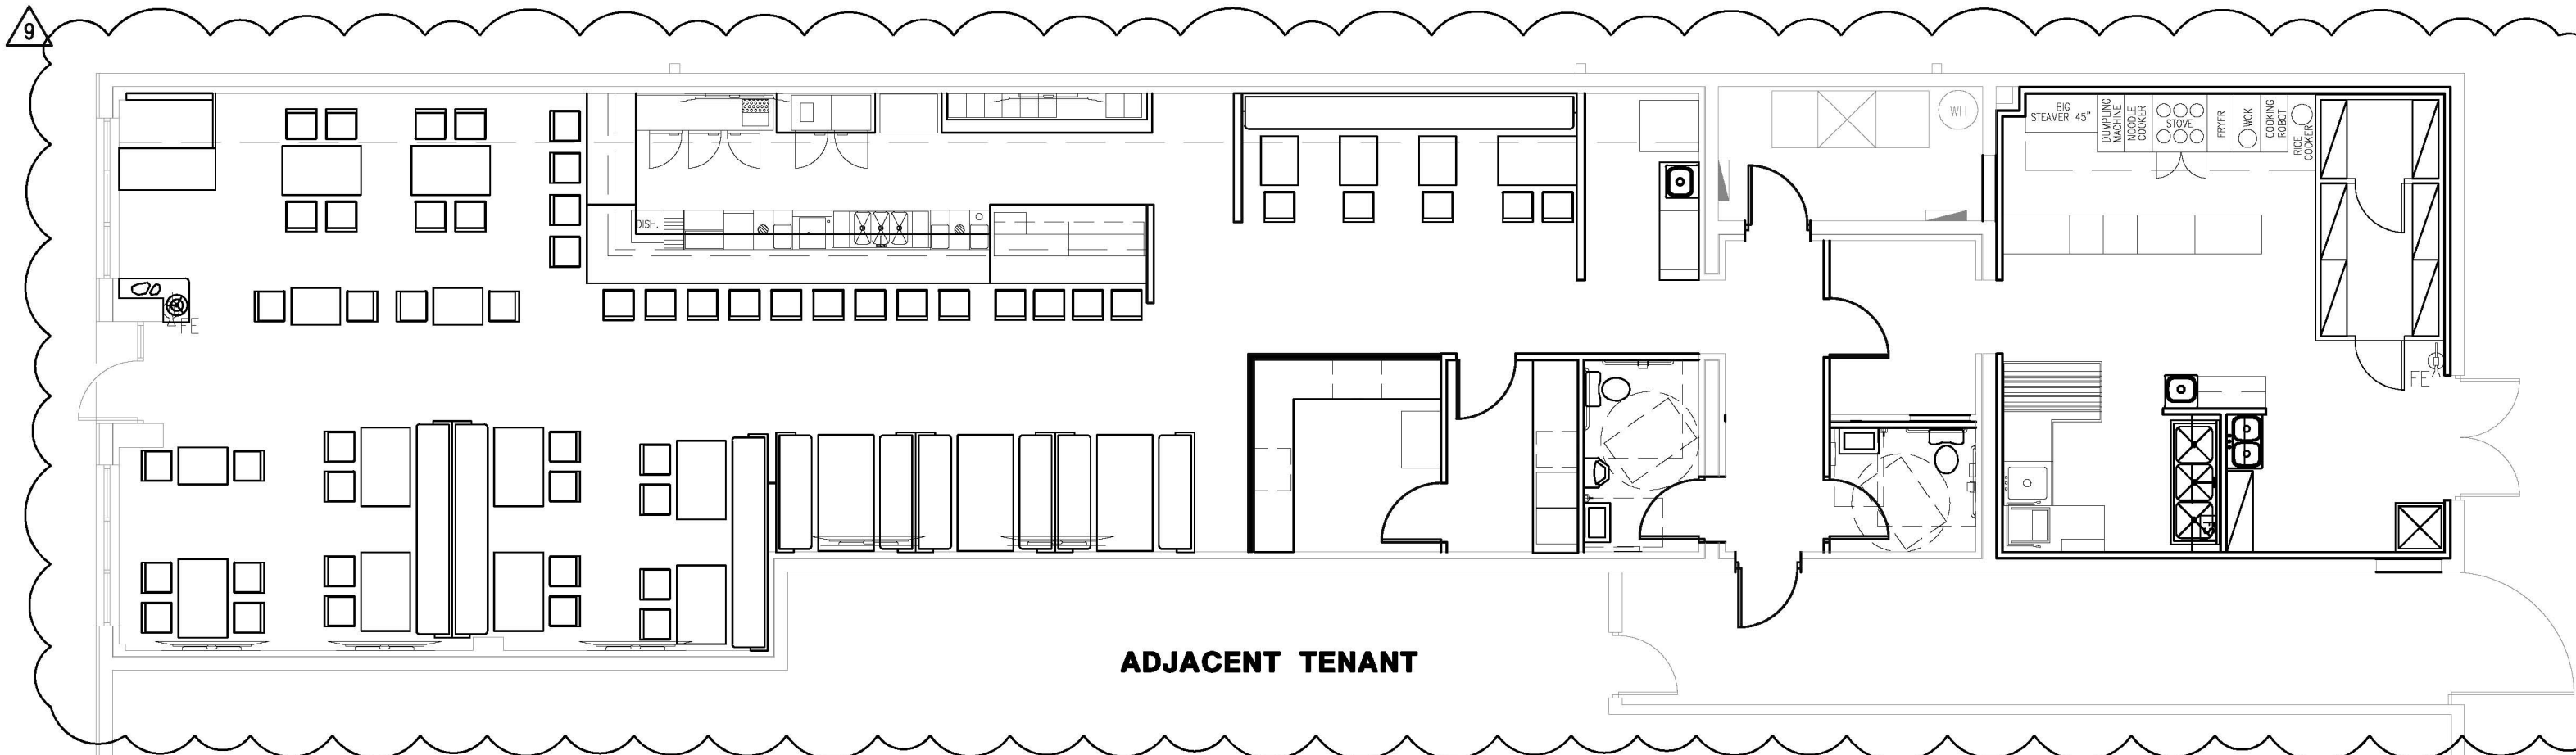 9
WH
BIG
STEAMER 45"
DUMPLING
MACHINE
NOODLE
COOKER
STOVE
FRYER
WOK
COOKING
ROBOT
RICE
COOKER
DISH.
FE
FE
FS
ADJACENT TENANT